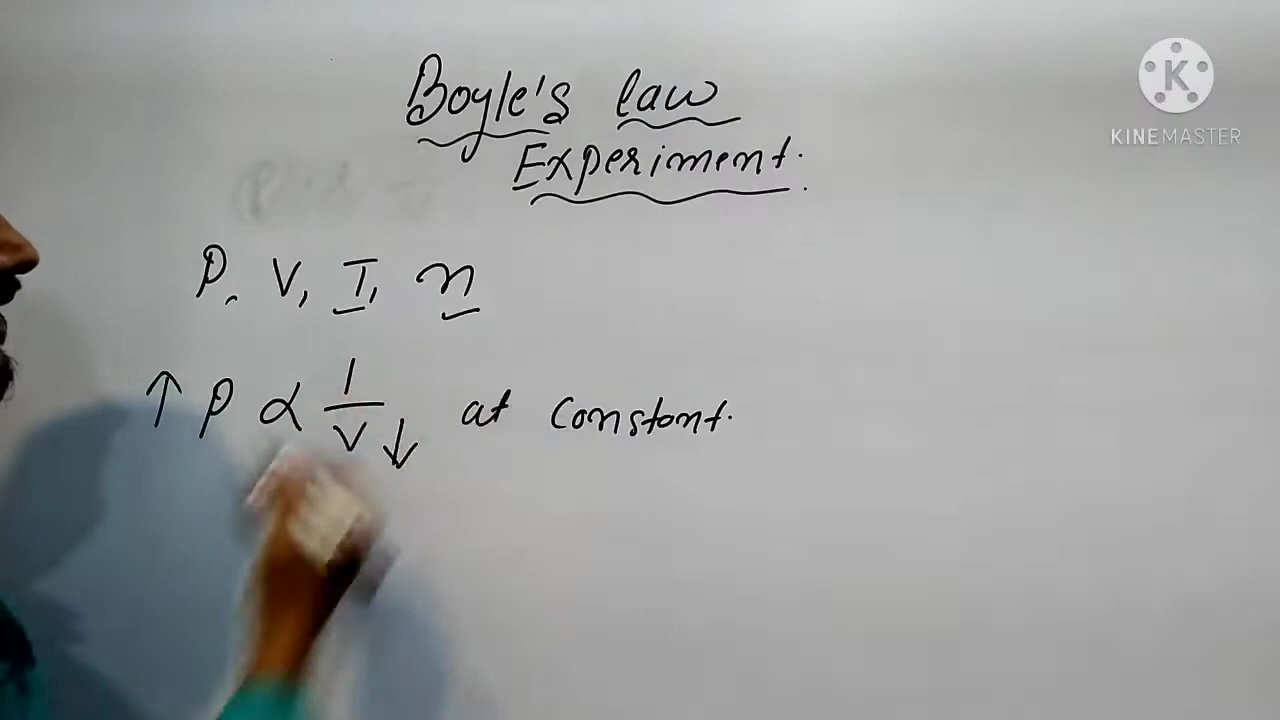 Boyle's law
Experiment.
P, V, T, n
↑ P ∝ 1/V ↓ at constant.
K
KINEMASTER